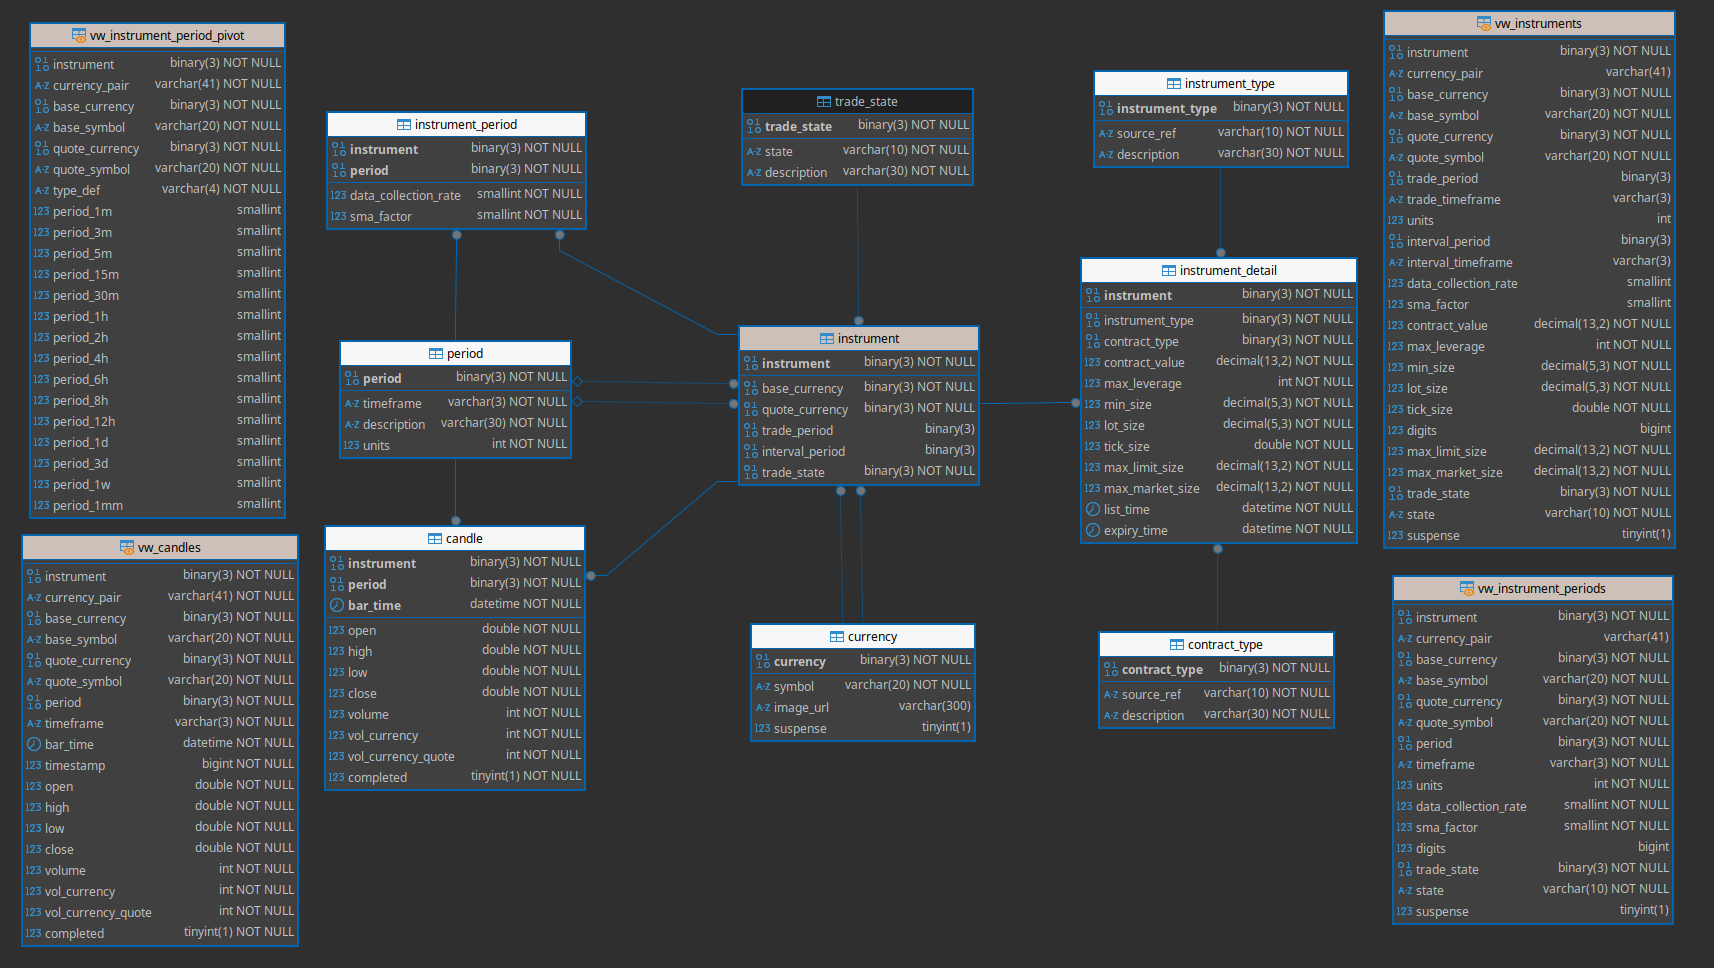 vw_instrument_period_pivot
instrument binary(3) NOT NULL
currency_pair varchar(41) NOT NULL
base_currency binary(3) NOT NULL
base_symbol varchar(20) NOT NULL
quote_currency binary(3) NOT NULL
quote_symbol varchar(20) NOT NULL
type_def varchar(4) NOT NULL
period_1m smallint
period_3m smallint
period_5m smallint
period_15m smallint
period_30m smallint
period_1h smallint
period_2h smallint
period_4h smallint
period_6h smallint
period_8h smallint
period_12h smallint
period_1d smallint
period_3d smallint
period_1w smallint
period_1mm smallint
vw_candles
instrument binary(3) NOT NULL
currency_pair varchar(41) NOT NULL
base_currency binary(3) NOT NULL
base_symbol varchar(20) NOT NULL
quote_currency binary(3) NOT NULL
quote_symbol varchar(20) NOT NULL
period binary(3) NOT NULL
timeframe varchar(3) NOT NULL
bar_time datetime NOT NULL
timestamp bigint NOT NULL
open double NOT NULL
high double NOT NULL
low double NOT NULL
close double NOT NULL
volume int NOT NULL
vol_currency int NOT NULL
vol_currency_quote int NOT NULL
completed tinyint(1) NOT NULL
instrument_period
instrument binary(3) NOT NULL
period binary(3) NOT NULL
data_collection_rate smallint NOT NULL
sma_factor smallint NOT NULL
period
period binary(3) NOT NULL
timeframe varchar(3) NOT NULL
description varchar(30) NOT NULL
units int NOT NULL
candle
instrument binary(3) NOT NULL
period binary(3) NOT NULL
bar_time datetime NOT NULL
open double NOT NULL
high double NOT NULL
low double NOT NULL
close double NOT NULL
volume int NOT NULL
vol_currency int NOT NULL
vol_currency_quote int NOT NULL
completed tinyint(1) NOT NULL
trade_state
trade_state binary(3) NOT NULL
state varchar(10) NOT NULL
description varchar(30) NOT NULL
instrument
instrument binary(3) NOT NULL
base_currency binary(3) NOT NULL
quote_currency binary(3) NOT NULL
trade_period binary(3)
interval_period binary(3)
trade_state binary(3) NOT NULL
currency
currency binary(3) NOT NULL
symbol varchar(20) NOT NULL
image_url varchar(300)
suspense tinyint(1)
instrument_type
instrument_type binary(3) NOT NULL
source_ref varchar(10) NOT NULL
description varchar(30) NOT NULL
instrument_detail
instrument binary(3) NOT NULL
instrument_type binary(3) NOT NULL
contract_type binary(3) NOT NULL
contract_value decimal(13,2) NOT NULL
max_leverage int NOT NULL
min_size decimal(5,3) NOT NULL
lot_size decimal(5,3) NOT NULL
tick_size double NOT NULL
max_limit_size decimal(13,2) NOT NULL
max_market_size decimal(13,2) NOT NULL
list_time datetime NOT NULL
expiry_time datetime NOT NULL
contract_type
contract_type binary(3) NOT NULL
source_ref varchar(10) NOT NULL
description varchar(30) NOT NULL
vw_instruments
instrument binary(3) NOT NULL
currency_pair varchar(41)
base_currency binary(3) NOT NULL
base_symbol varchar(20) NOT NULL
quote_currency binary(3) NOT NULL
quote_symbol varchar(20) NOT NULL
trade_period binary(3)
trade_timeframe varchar(3)
units int
interval_period binary(3)
interval_timeframe varchar(3)
data_collection_rate smallint
sma_factor smallint
contract_value decimal(13,2) NOT NULL
max_leverage int NOT NULL
min_size decimal(5,3) NOT NULL
lot_size decimal(5,3) NOT NULL
tick_size double NOT NULL
digits bigint
max_limit_size decimal(13,2) NOT NULL
max_market_size decimal(13,2) NOT NULL
trade_state binary(3) NOT NULL
state varchar(10) NOT NULL
suspense tinyint(1)
vw_instrument_periods
instrument binary(3) NOT NULL
currency_pair varchar(41)
base_currency binary(3) NOT NULL
base_symbol varchar(20) NOT NULL
quote_currency binary(3) NOT NULL
quote_symbol varchar(20) NOT NULL
period binary(3) NOT NULL
timeframe varchar(3) NOT NULL
units int NOT NULL
data_collection_rate smallint NOT NULL
sma_factor smallint NOT NULL
digits bigint
trade_state binary(3) NOT NULL
state varchar(10) NOT NULL
suspense tinyint(1)